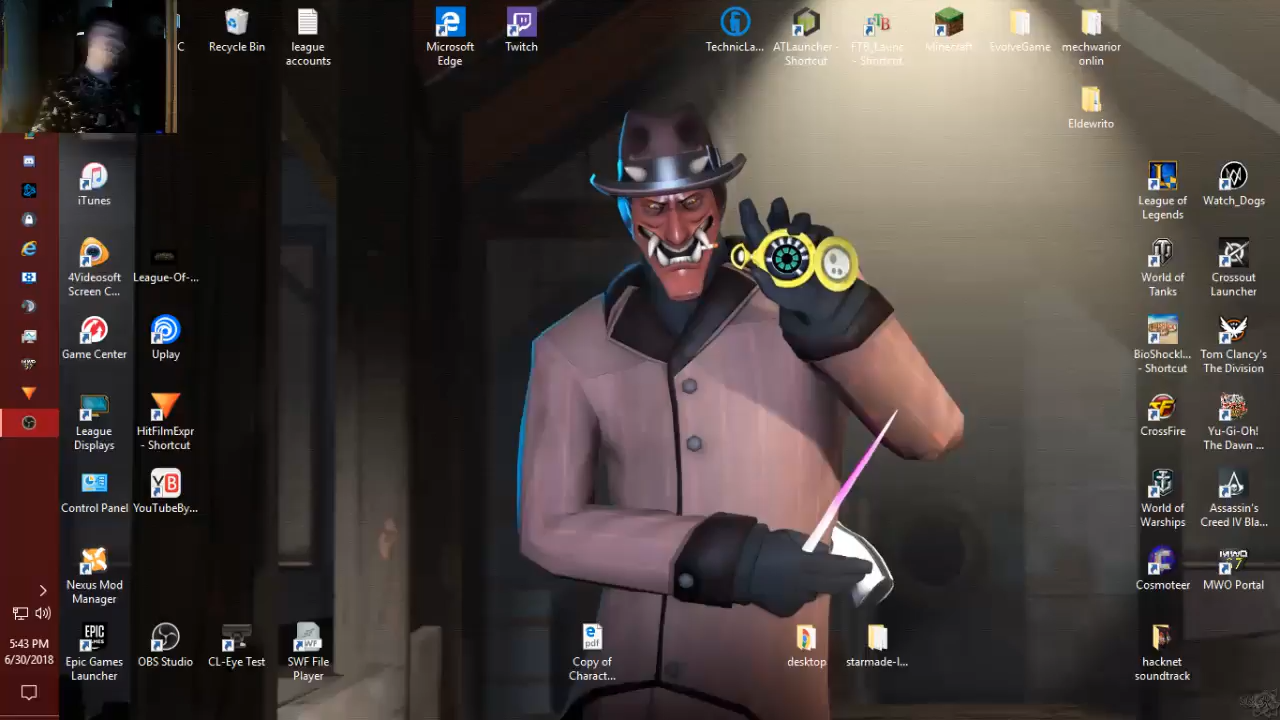 C
Recycle Bin
league
accounts
Microsoft
Edge
Twitch
TechnicLa...
ATLauncher -
Shortcut
FTB_Launc...
- Shortcut
Minecraft
EvolveGame
mechwarior
onlin
Eldewrito
iTunes
League of
Legends
Watch_Dogs
4Videosoft
Screen C...
League-Of-...
World of
Tanks
Crossout
Launcher
Game Center
Uplay
BioShockI...
- Shortcut
Tom Clancy's
The Division
League
Displays
HitFilmExpr
- Shortcut
CrossFire
Yu-Gi-Oh!
The Dawn ...
Control Panel
YouTubeBy...
World of
Warships
Assassin's
Creed IV Bla...
Nexus Mod
Manager
Cosmoteer
MWO Portal
5:43 PM
6/30/2018
Epic Games
Launcher
OBS Studio
CL-Eye Test
SWF File
Player
Copy of
Charact...
desktop
starmade-l...
hacknet
soundtrack